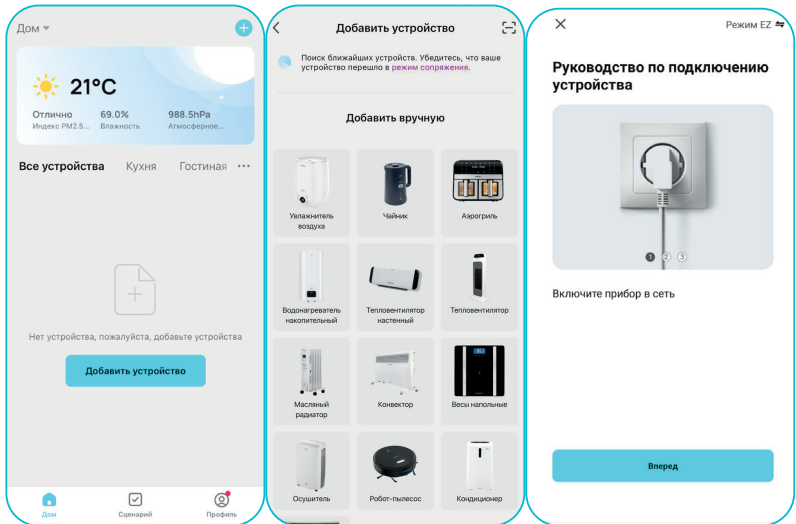 Дом
21°C
Отлично 69.0% 988.5hPa
Индекс PM2.5... Влажность Атмосферное...
Все устройства Кухня Гостиная ...
Нет устройства, пожалуйста, добавьте устройства
Добавить устройство
Дом Сценарий Профиль
Добавить устройство
Поиск ближайших устройств. Убедитесь, что ваше
устройство перешло в режим сопряжения.
Добавить вручную
Увлажнитель
воздуха
Чайник
Аэрогриль
Водонагреватель
накопительный
Тепловентилятор
настенный
Тепловентилятор
Масляный
радиатор
Конвектор
Весы напольные
Осушитель
Робот-пылесос
Кондиционер
Режим EZ
Руководство по подключению
устройства
1 2 3
Включите прибор в сеть
Вперед